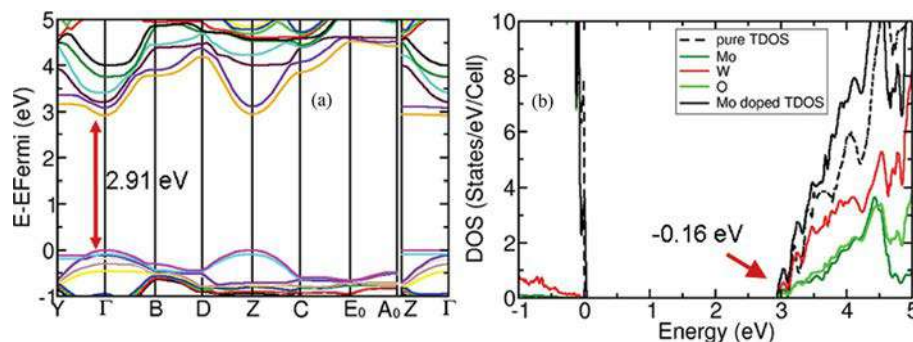 5
4
3
2
1
0
-1
E-EFermi (eV)
(a)
2.91 eV
Y Γ B D Z C E₀ A₀ Z Γ
10
8
6
4
2
0
DOS (States/eV/Cell)
(b)
pure TDOS
Mo
W
O
Mo doped TDOS
-0.16 eV
-1 0 1 2 3 4 5
Energy (eV)